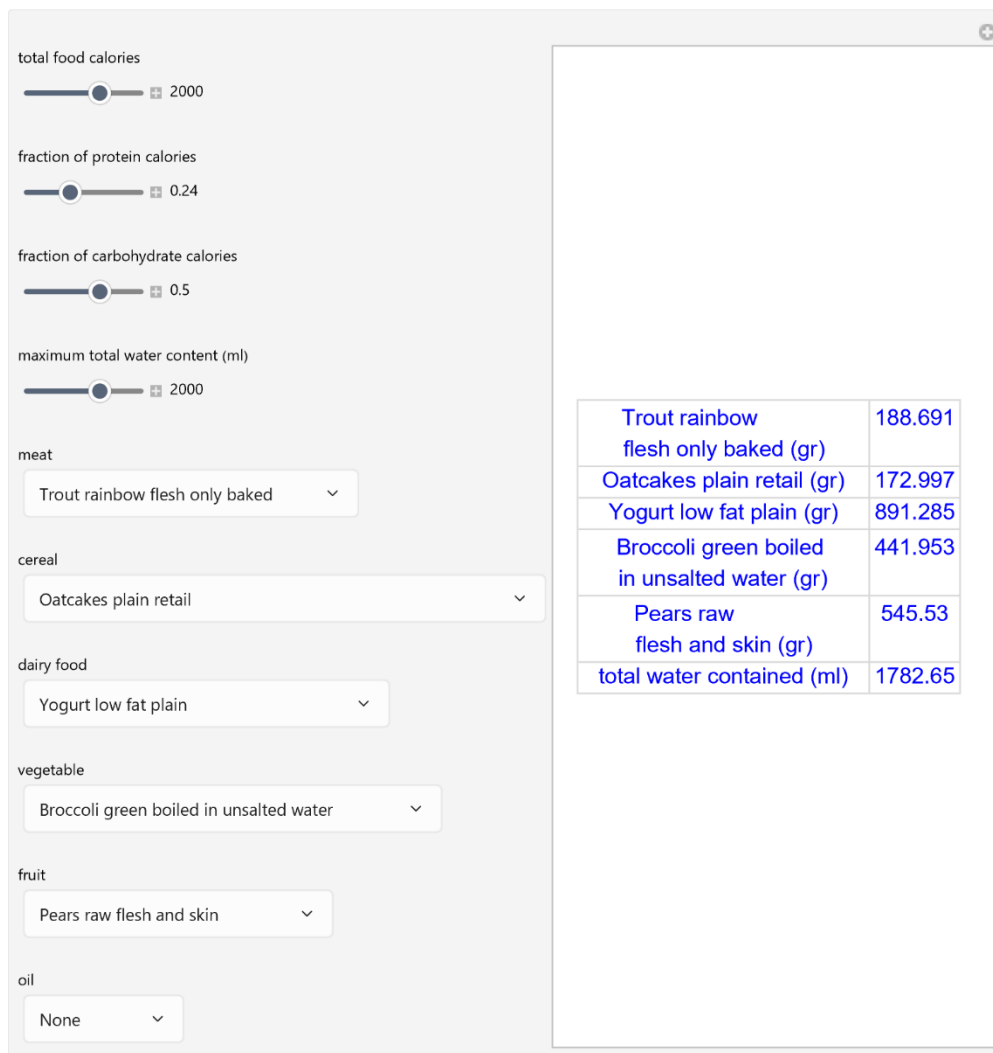 total food calories
2000
fraction of protein calories
0.24
fraction of carbohydrate calories
0.5
maximum total water content (ml)
2000
meat
Trout rainbow flesh only baked
cereal
Oatcakes plain retail
dairy food
Yogurt low fat plain
vegetable
Broccoli green boiled in unsalted water
fruit
Pears raw flesh and skin
oil
None
Trout rainbow 188.691
flesh only baked (gr)
Oatcakes plain retail (gr) 172.997
Yogurt low fat plain (gr) 891.285
Broccoli green boiled 441.953
in unsalted water (gr)
Pears raw 545.53
flesh and skin (gr)
total water contained (ml) 1782.65